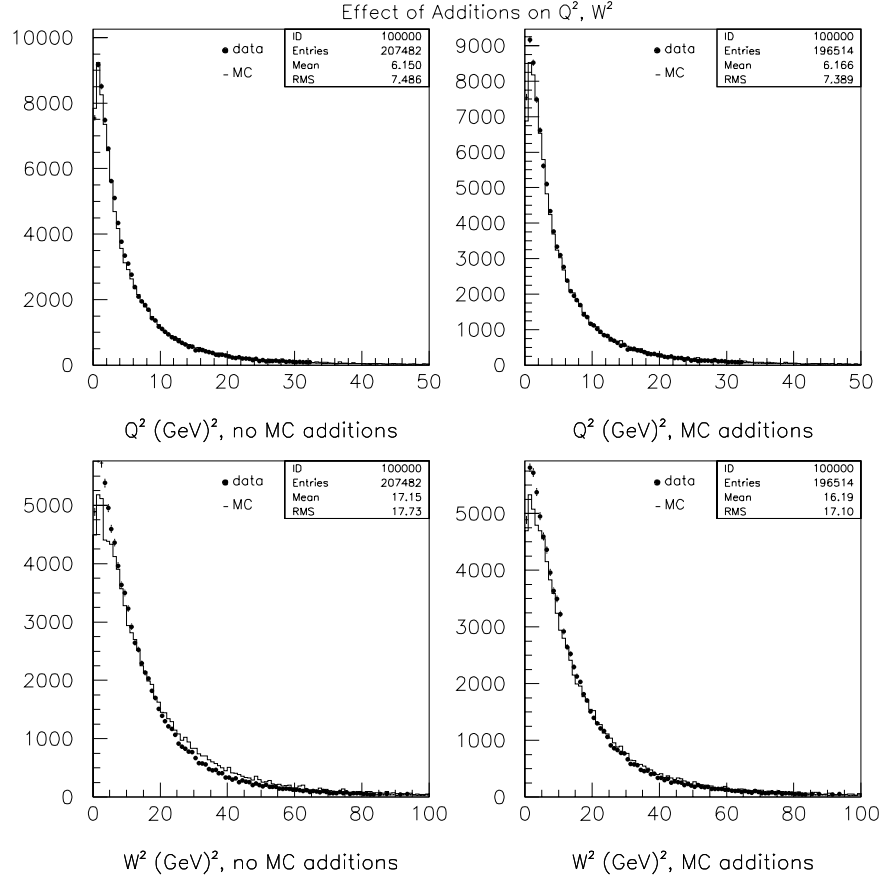 Effect of Additions on Q², W²
data
MC
ID 100000
Entries 207482
Mean 6.150
RMS 7.486
10000
8000
6000
4000
2000
0
0 10 20 30 40 50
Q² (GeV)², no MC additions
data
MC
ID 100000
Entries 196514
Mean 6.166
RMS 7.389
9000
8000
7000
6000
5000
4000
3000
2000
1000
0
0 10 20 30 40 50
Q² (GeV)², MC additions
data
MC
ID 100000
Entries 207482
Mean 17.15
RMS 17.73
5000
4000
3000
2000
1000
0
0 20 40 60 80 100
W² (GeV)², no MC additions
data
MC
ID 100000
Entries 196514
Mean 16.19
RMS 17.10
5000
4000
3000
2000
1000
0
0 20 40 60 80 100
W² (GeV)², MC additions